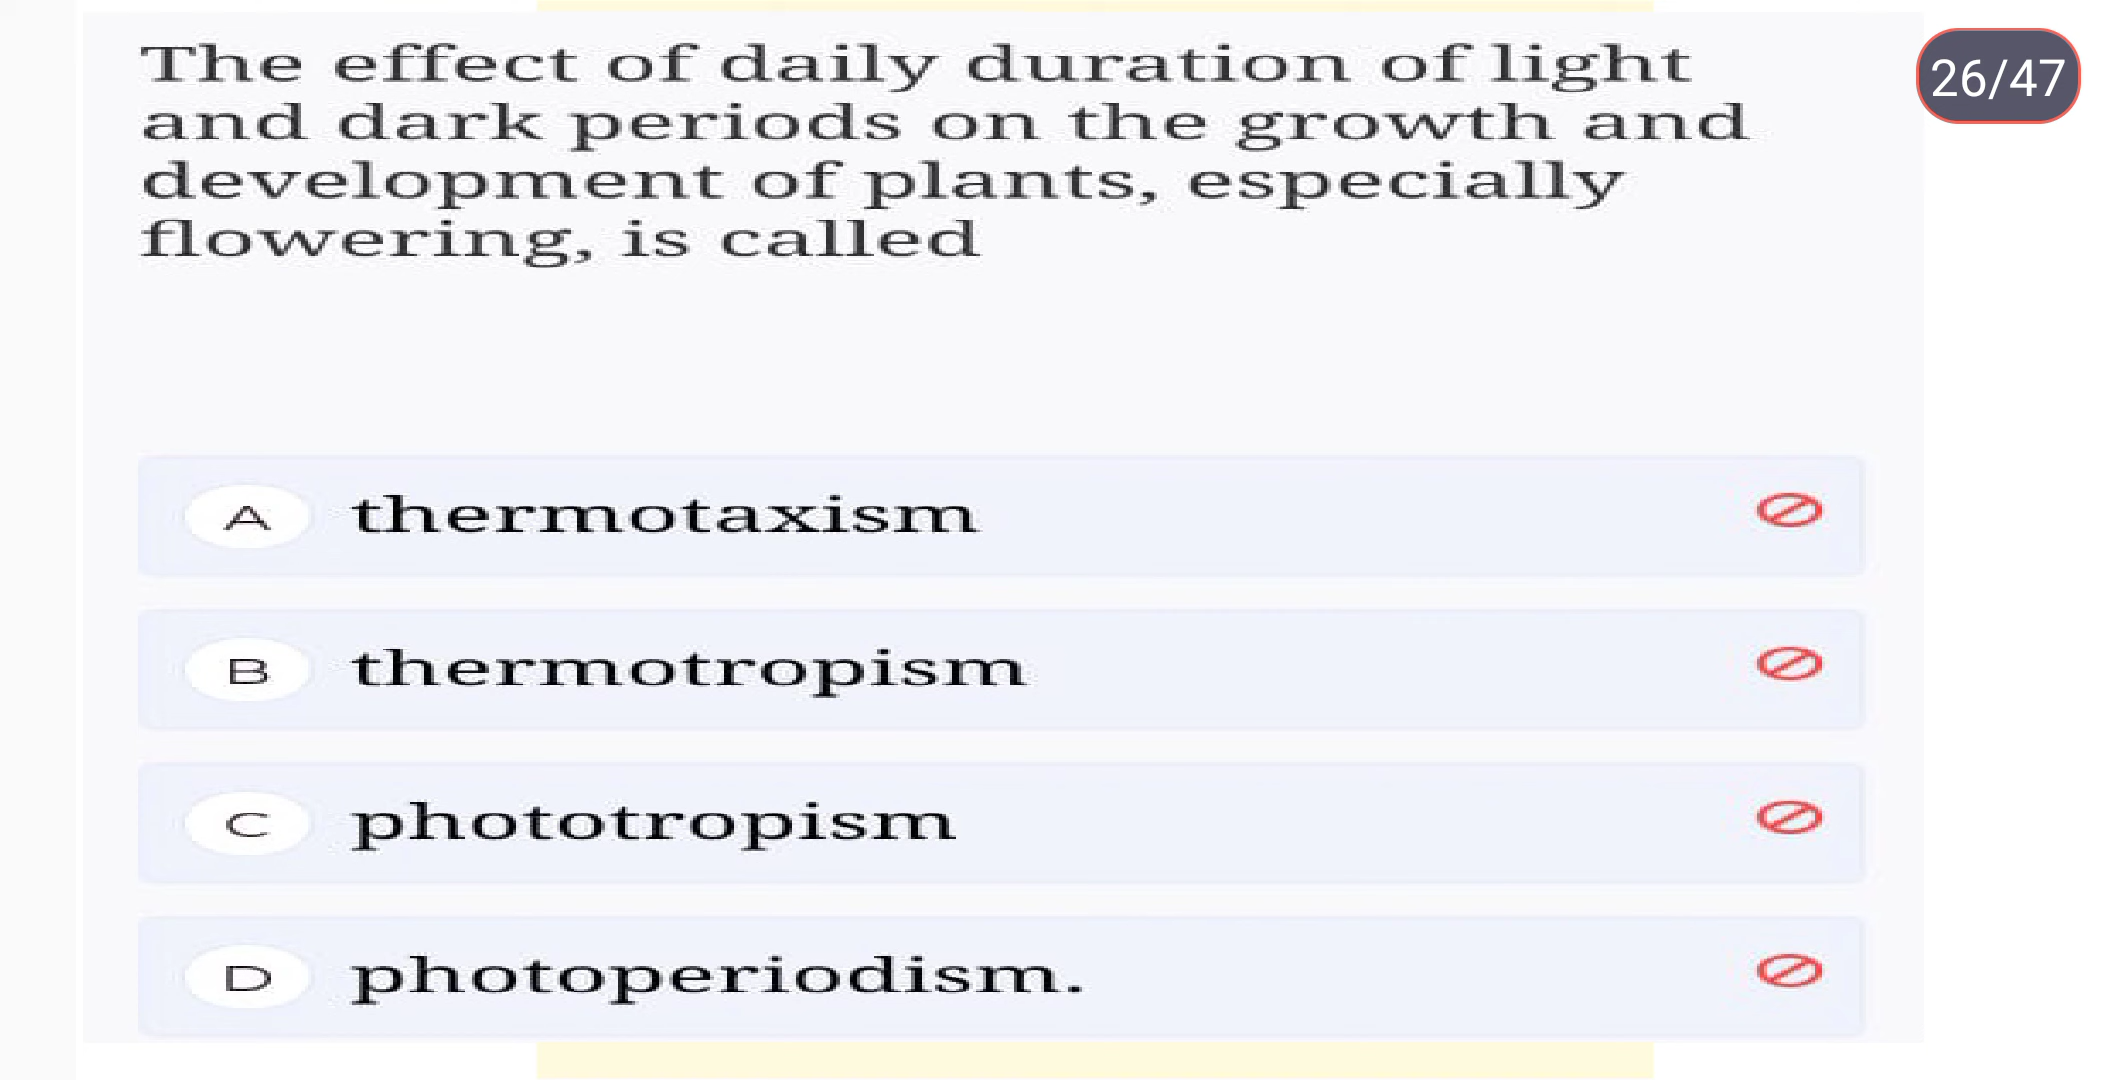 The effect of daily duration of light
26/47
and dark periods on the growth and
development of plants, especially
flowering, is called
A thermotaxism
B thermotropism
C phototropism
D photoperiodism.